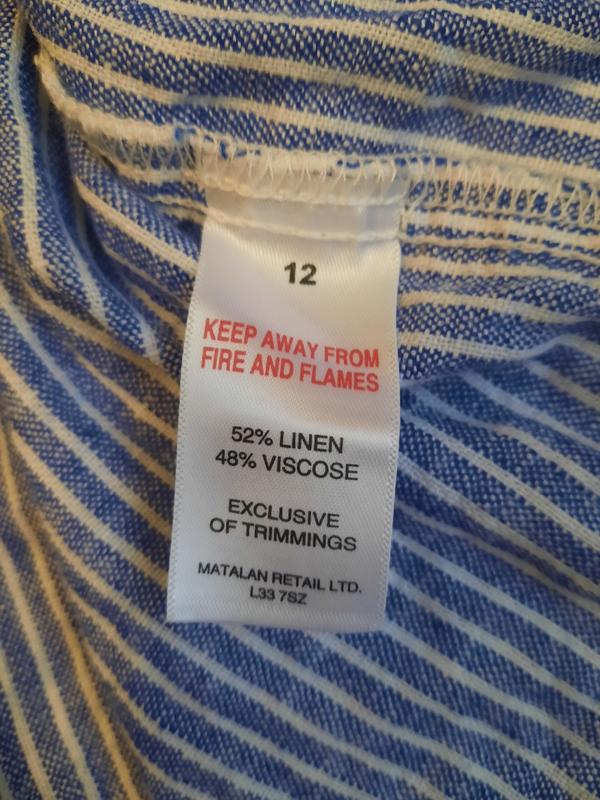 12
KEEP AWAY FROM
FIRE AND FLAMES
52% LINEN
48% VISCOSE
EXCLUSIVE
OF TRIMMINGS
MATALAN RETAIL LTD.
L33 7SZ